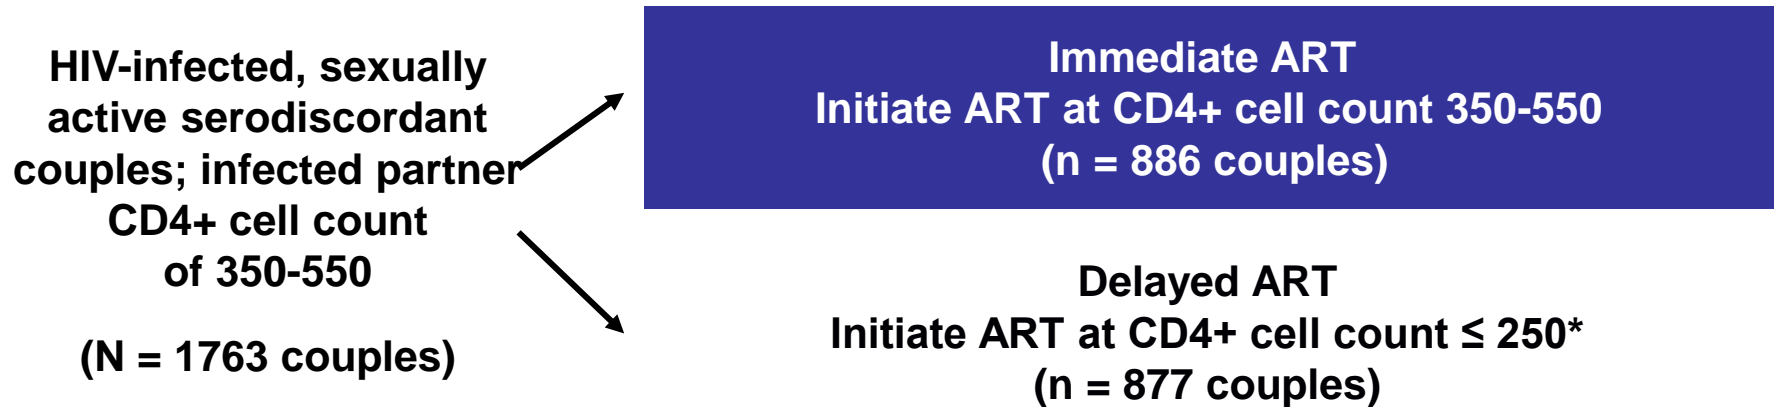 HIV-infected, sexually
active serodiscordant
couples; infected partner
CD4+ cell count
of 350-550
(N = 1763 couples)
Immediate ART
Initiate ART at CD4+ cell count 350-550
(n = 886 couples)
Delayed ART
Initiate ART at CD4+ cell count ≤ 250*
(n = 877 couples)